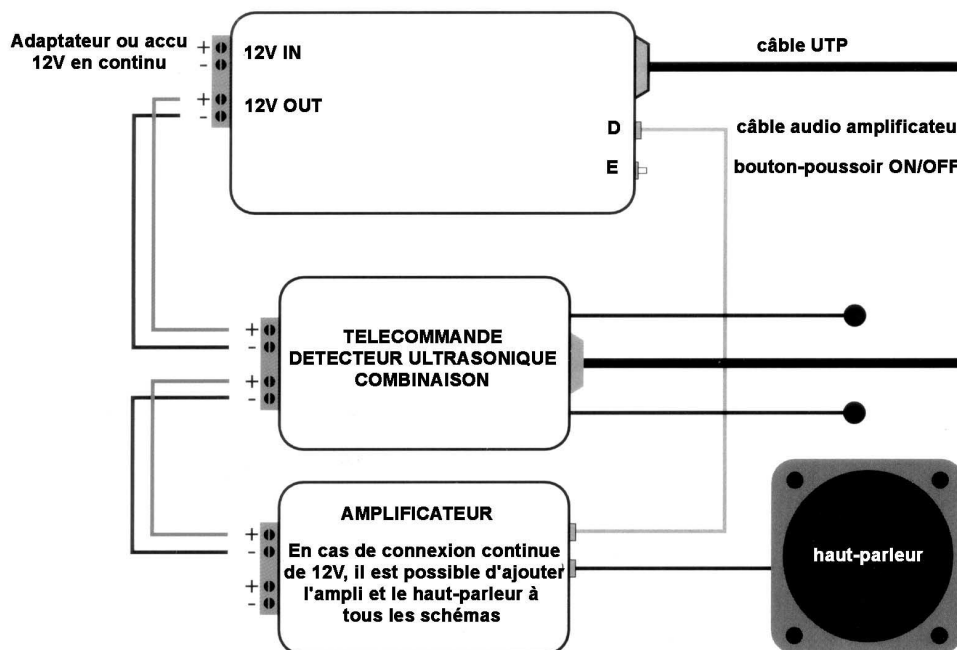 Adaptateur ou accu
12V en continu
+
-
12V IN
+
-
12V OUT
câble UTP
D
câble audio amplificateu
E
bouton-poussoir ON/OFF
+
-
+
-
TELECOMMANDE
DETECTEUR ULTRASONIQUE
COMBINAISON
+
-
+
-
AMPLIFICATEUR
En cas de connexion continue
de 12V, il est possible d'ajouter
l'ampli et le haut-parleur à
tous les schémas
haut-parleur